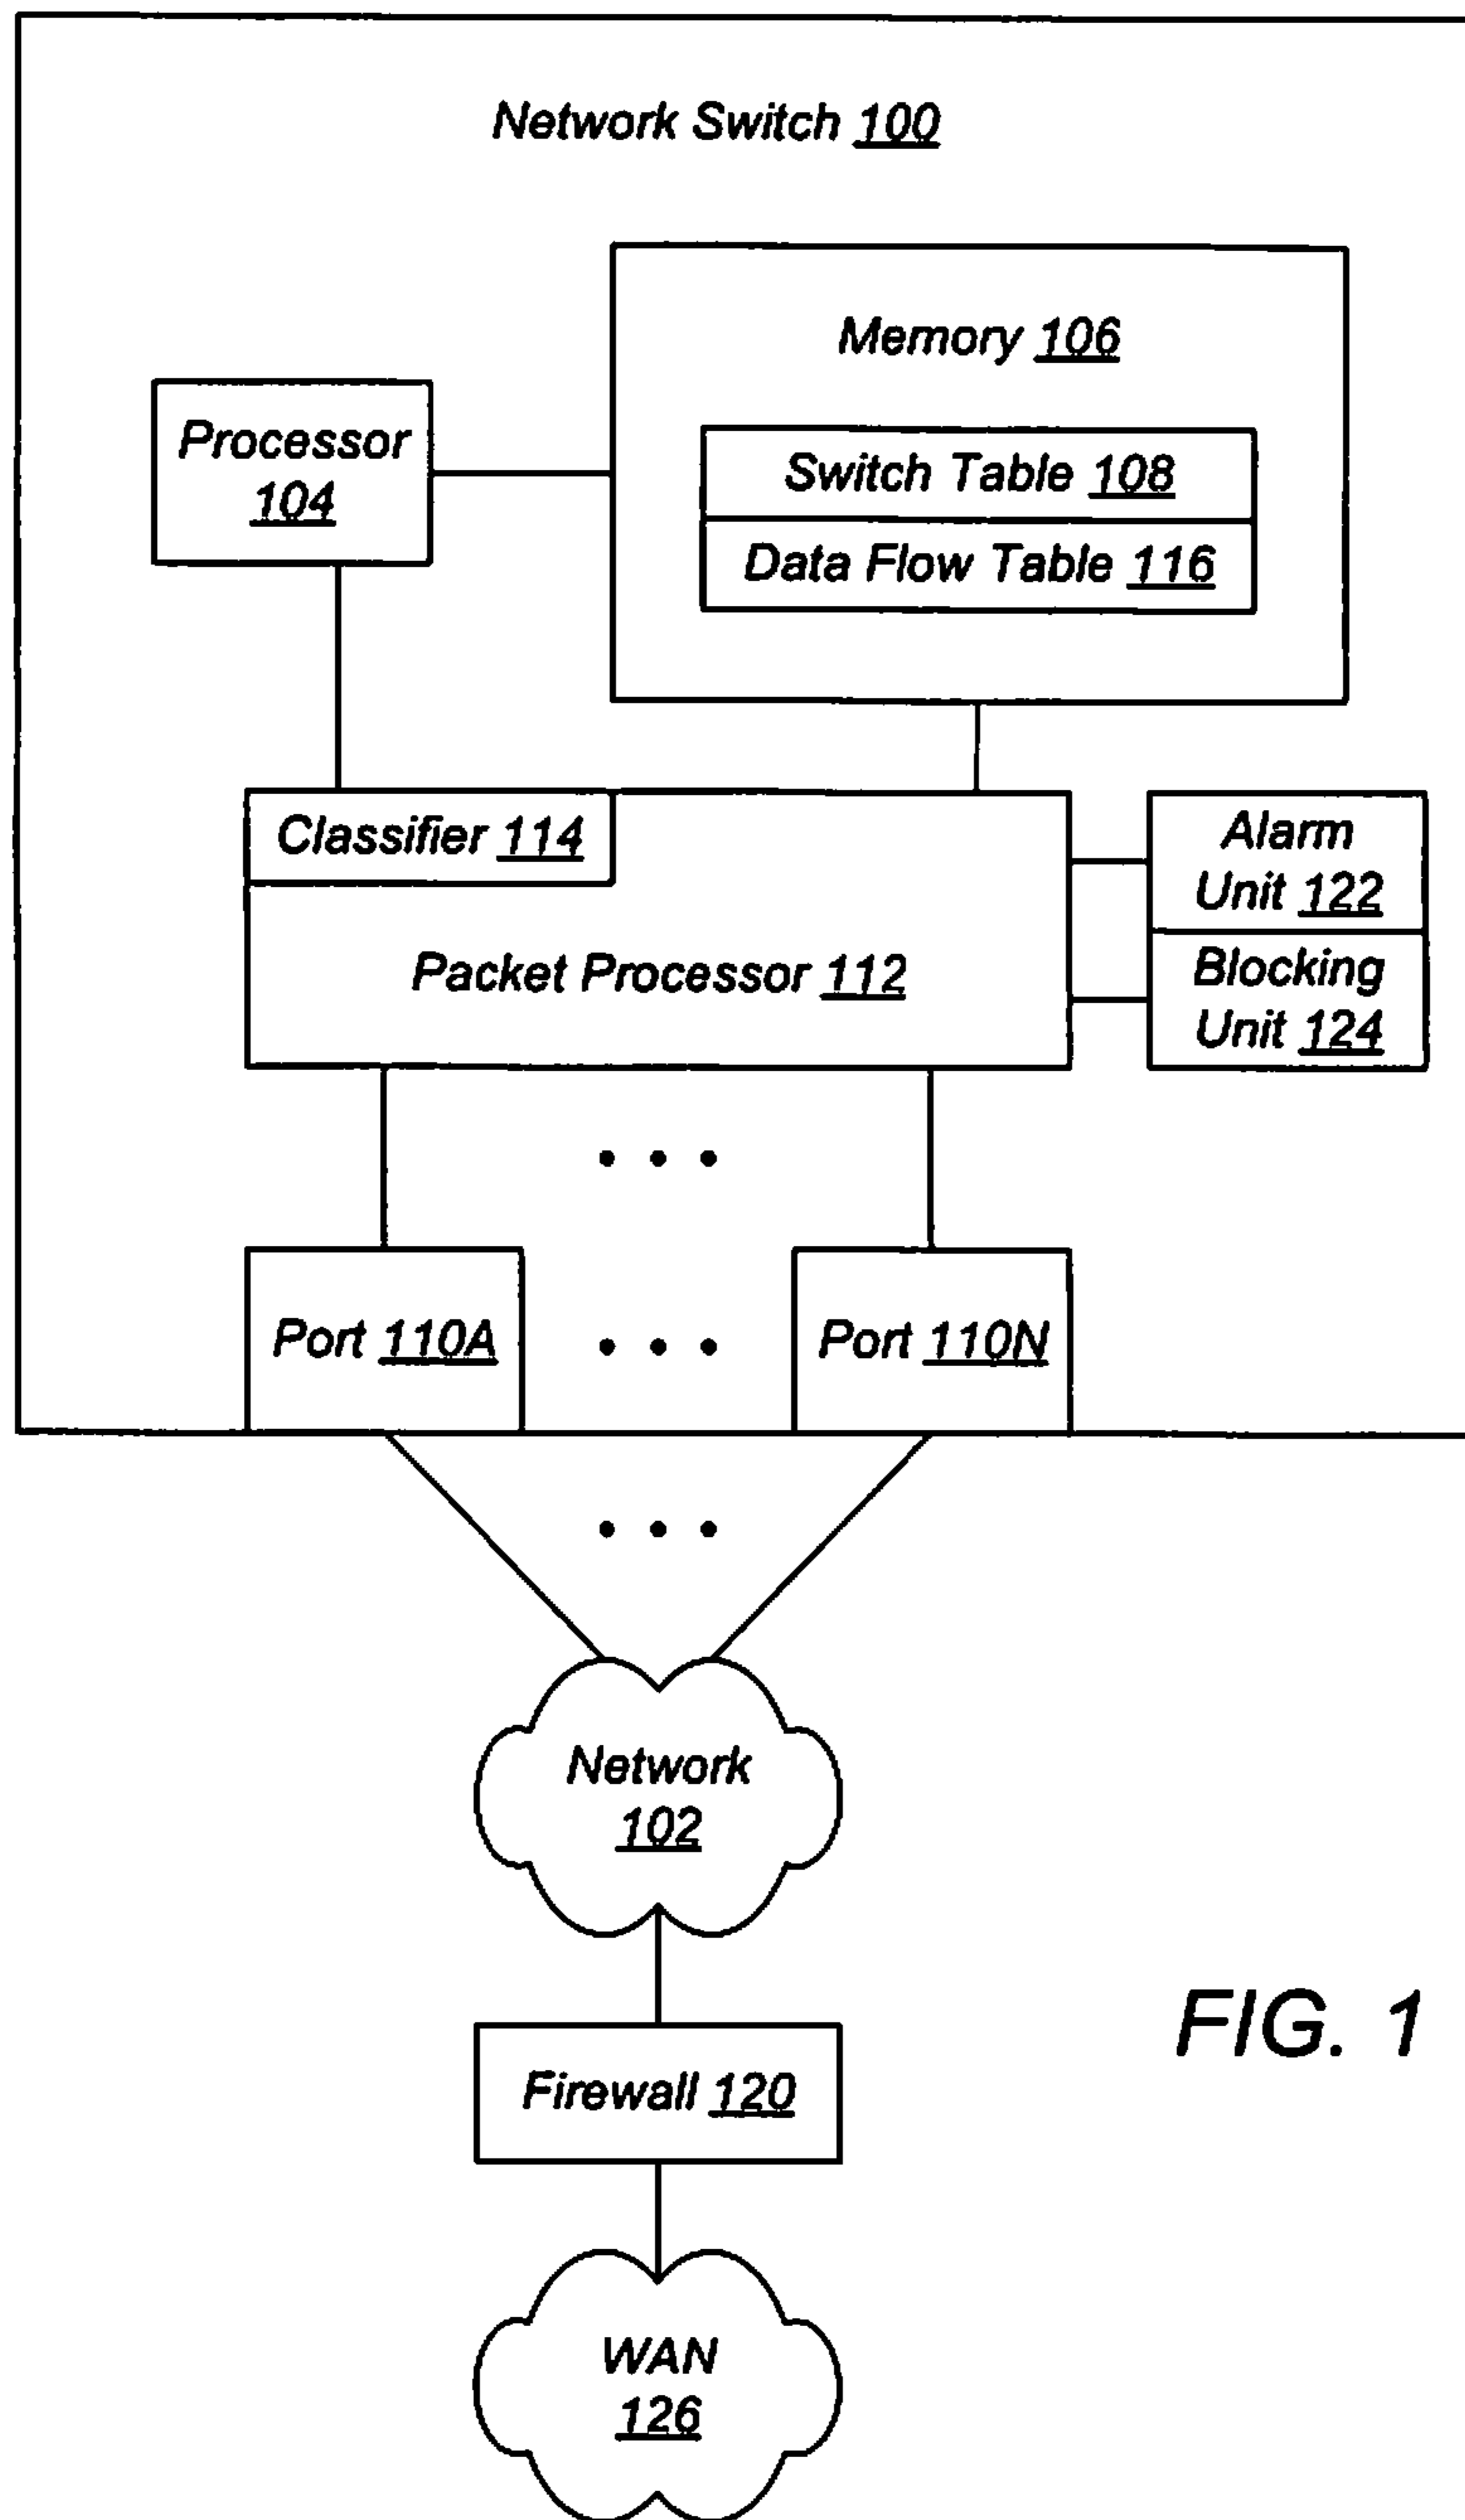 Network Switch 100
Memory 106
Processor
104
Switch Table 108
Data Flow Table 116
Classifier 114
Alarm
Unit 122
Packet Processor 112
Blocking
Unit 124
Port 110A
Port 110N
Network
102
FIG. 1
Firewall 120
WAN
126